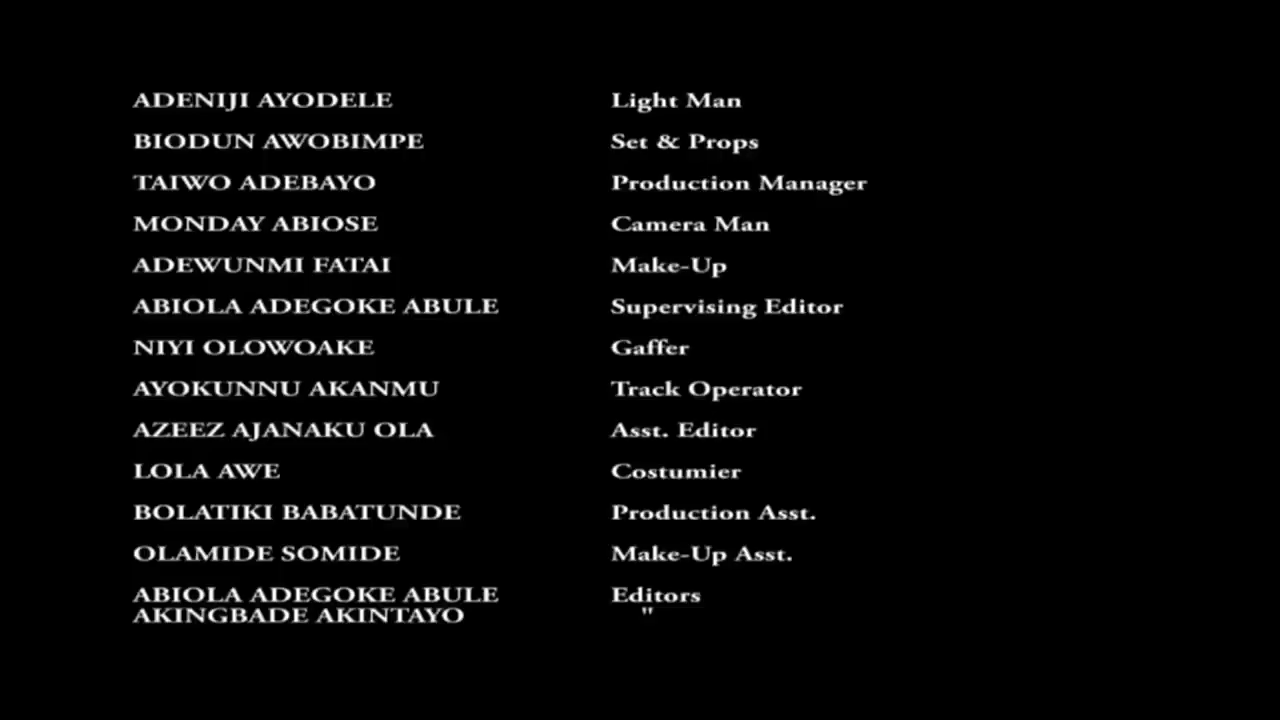 ADENIJI AYODELE Light Man
BIODUN AWOBIMPE Set & Props
TAIWO ADEBAYO Production Manager
MONDAY ABIOSE Camera Man
ADEWUNMI FATAI Make-Up
ABIOLA ADEGOKE ABULE Supervising Editor
NIYI OLOWOAKE Gaffer
AYOKUNNU AKANMU Track Operator
AZEEZ AJANAKU OLA Asst. Editor
LOLA AWE Costumier
BOLATIKI BABATUNDE Production Asst.
OLAMIDE SOMIDE Make-Up Asst.
ABIOLA ADEGOKE ABULE Editors
AKINGBADE AKINTAYO "